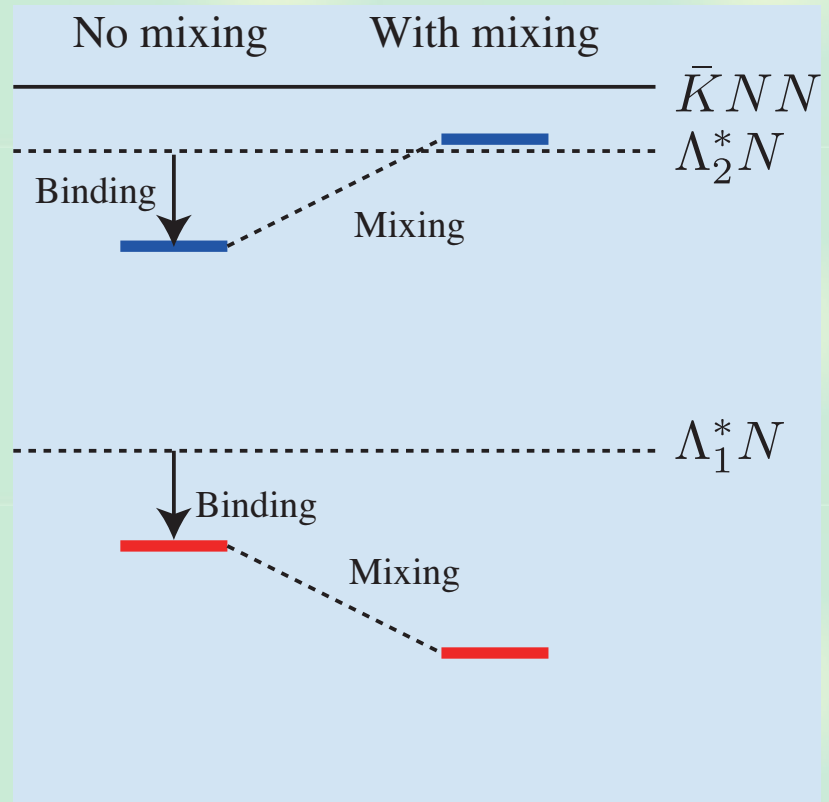 No mixing With mixing
K̄NN
Λ₂*N
Binding
Mixing
Λ₁*N
Binding
Mixing